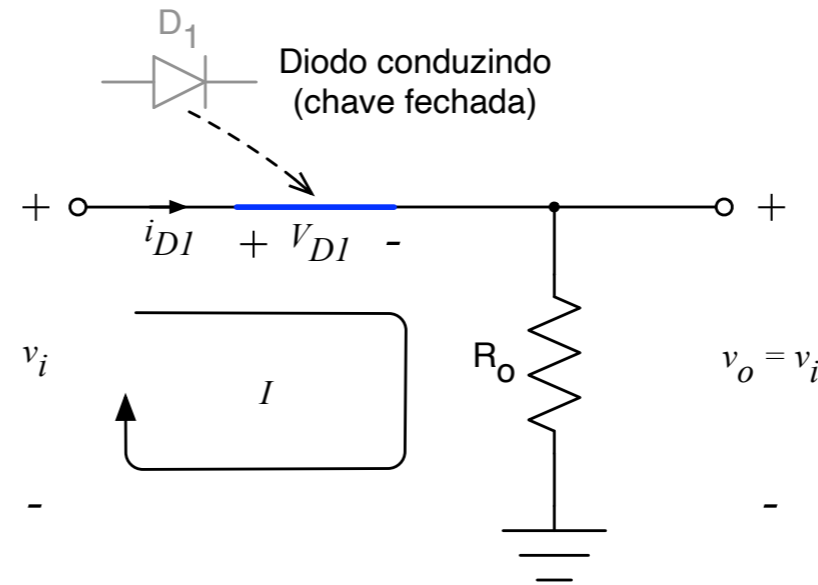 D1
Diodo conduzindo
(chave fechada)
+ +
iD1 + VD1 -
vi
I
Ro
vo = vi
- -